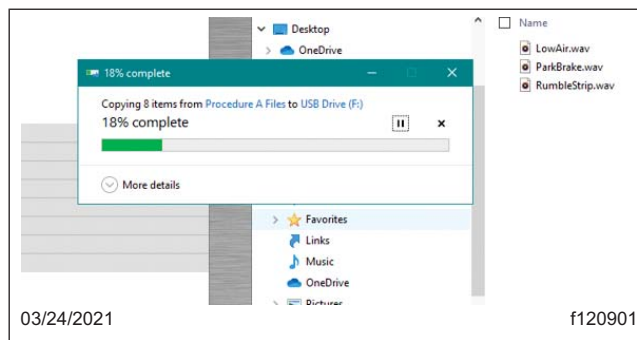 Desktop
OneDrive
Name
LowAir.wav
ParkBrake.wav
RumbleStrip.wav
18% complete
Copying 8 items from Procedure A Files to USB Drive (F:)
18% complete
More details
Favorites
Links
Music
OneDrive
Pictures
03/24/2021
f120901